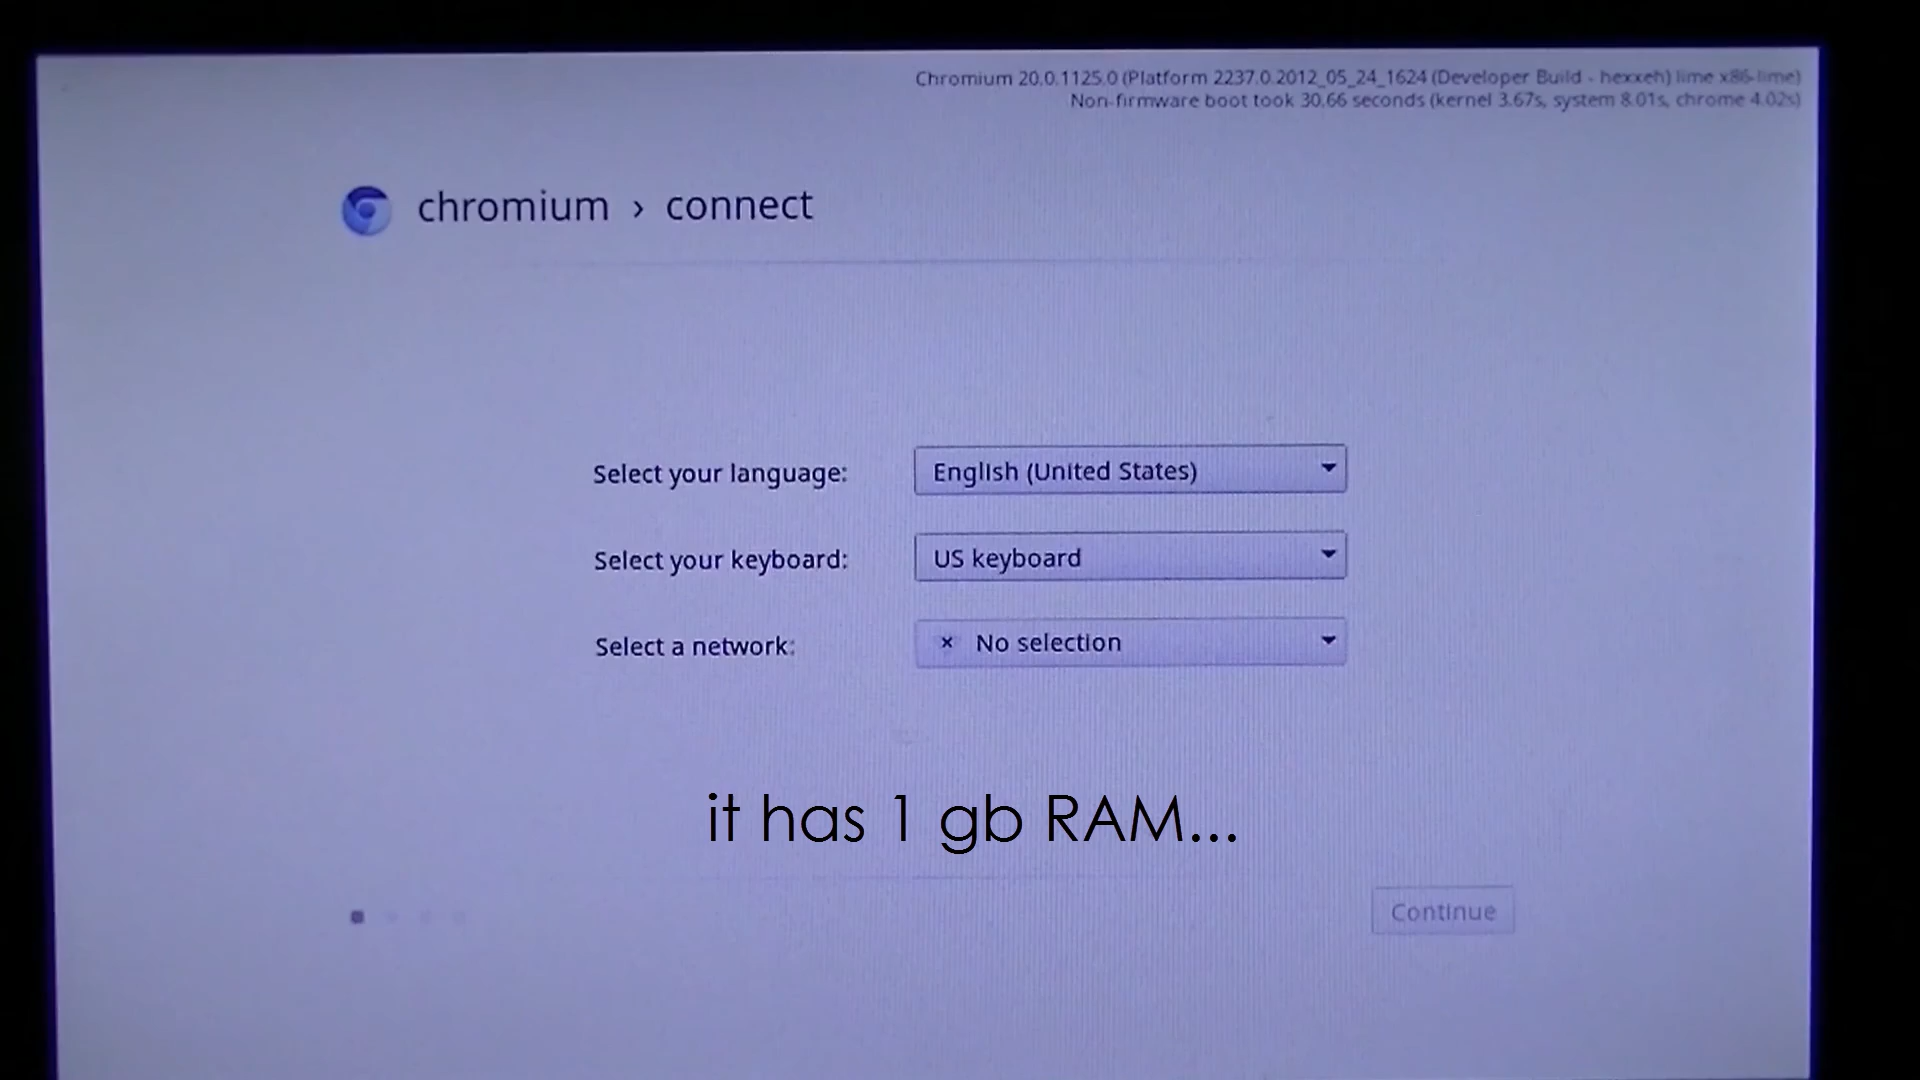 Chromium 20.0.1125.0 (Platform 2237.0.2012_05_24_1624 (Developer Build - hexxeh) lime x86-lime)
Non-firmware boot took 30.66 seconds (kernel 3.67s, system 8.01s, chrome 4.02s)
chromium › connect
Select your language: English (United States)
Select your keyboard: US keyboard
Select a network: × No selection
it has 1 gb RAM...
Continue